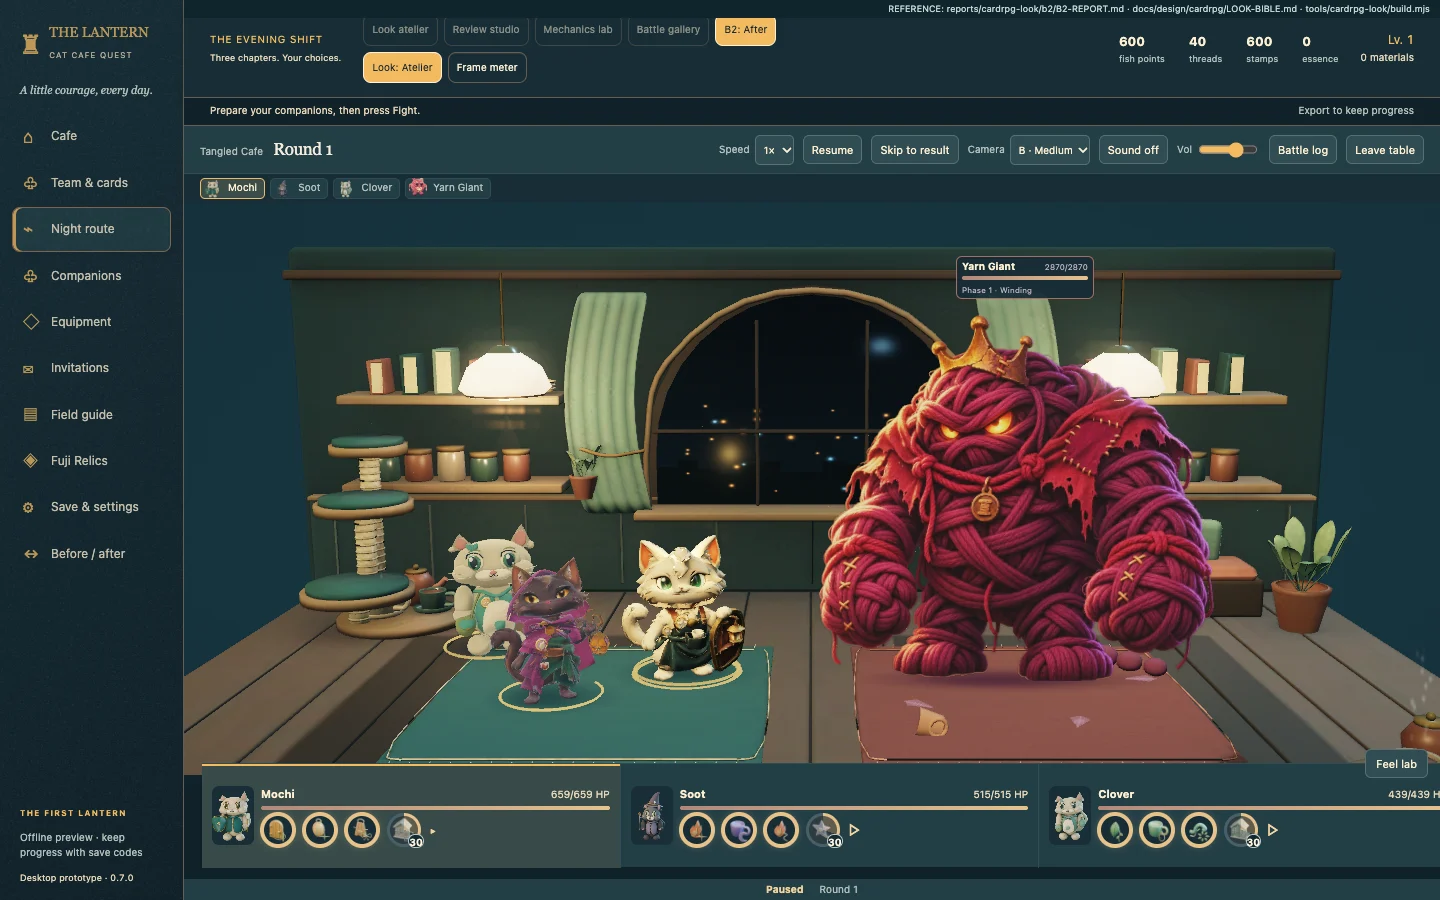 REFERENCE: reports/cardrpg-look/b2/B2-REPORT.md · docs/design/cardrpg/LOOK-BIBLE.md · tools/cardrpg-look/build.mjs
THE LANTERN
CAT CAFE QUEST
A little courage, every day.
Cafe
Team & cards
Night route
Companions
Equipment
Invitations
Field guide
Fuji Relics
Save & settings
Before / after
THE FIRST LANTERN
Offline preview · keep
progress with save codes
Desktop prototype · 0.7.0
THE EVENING SHIFT
Three chapters. Your choices.
Look atelier
Review studio
Mechanics lab
Battle gallery
B2: After
Look: Atelier
Frame meter
600
fish points
40
threads
600
stamps
0
essence
Lv. 1
0 materials
Prepare your companions, then press Fight.
Export to keep progress
Tangled Cafe
Round 1
Speed
1×
Resume
Skip to result
Camera
B · Medium
Sound off
Vol
Battle log
Leave table
Mochi
Soot
Clover
Yarn Giant
Yarn Giant
2870/2870
Phase 1 · Winding
Feel lab
Mochi
659/659 HP
30
Soot
515/515 HP
30
Clover
439/439 H
30
Paused
Round 1